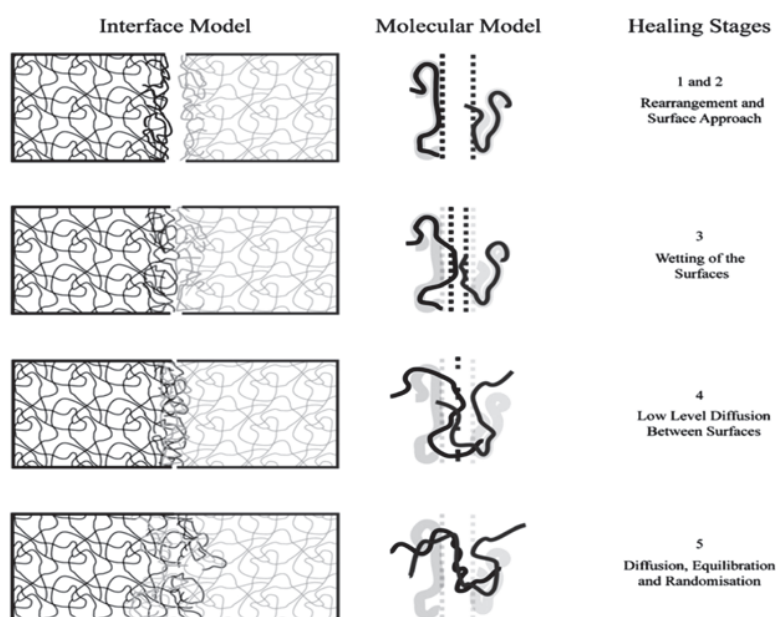 Interface Model
Molecular Model
Healing Stages
1 and 2
Rearrangement and
Surface Approach
3
Wetting of the
Surfaces
4
Low Level Diffusion
Between Surfaces
5
Diffusion, Equilibration
and Randomisation